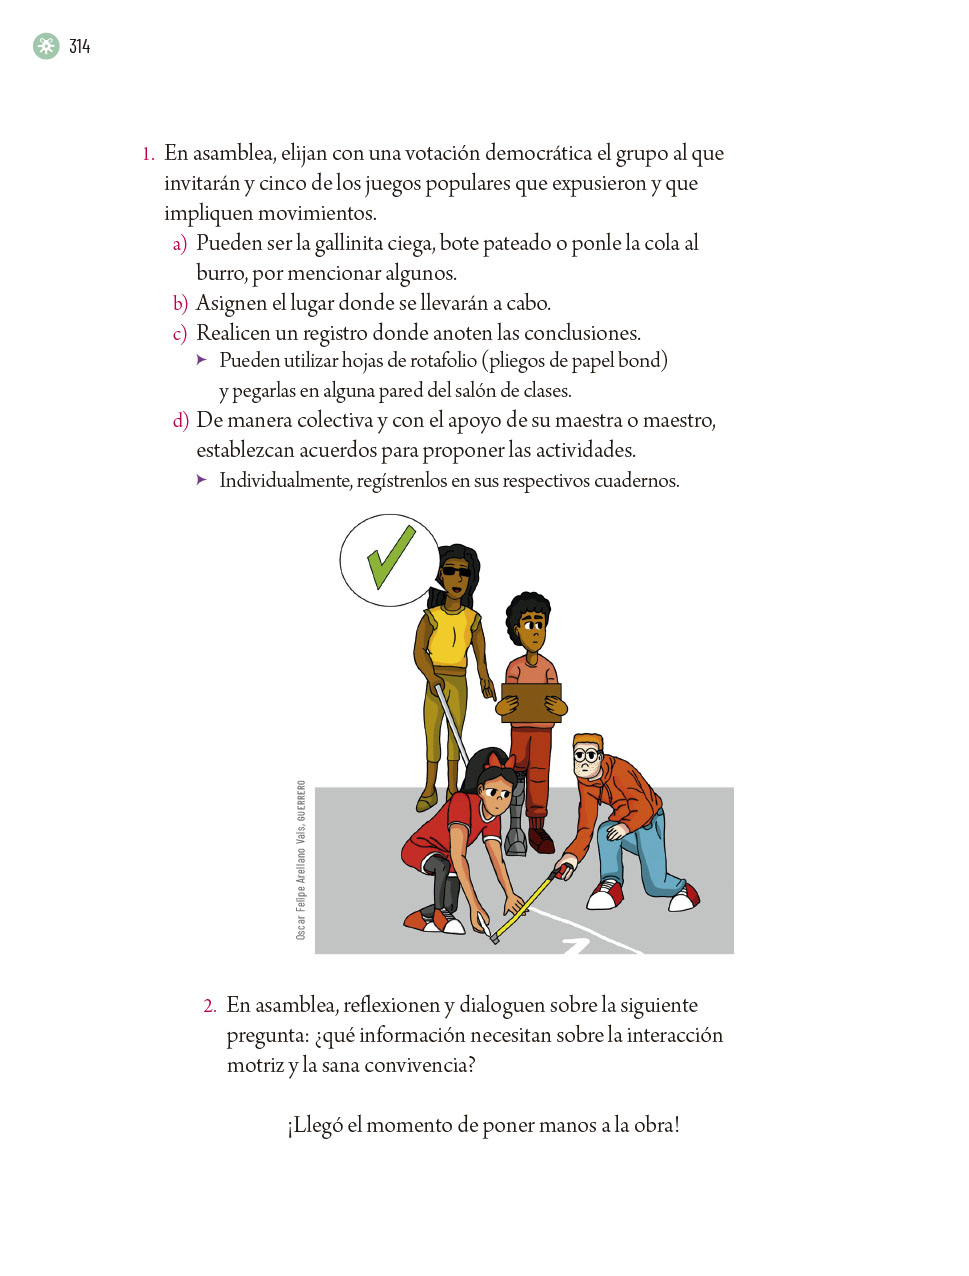 314
1. En asamblea, elijan con una votación democrática el grupo al que
invitarán y cinco de los juegos populares que expusieron y que
impliquen movimientos.
a) Pueden ser la gallinita ciega, bote pateado o ponle la cola al
burro, por mencionar algunos.
b) Asignen el lugar donde se llevarán a cabo.
c) Realicen un registro donde anoten las conclusiones.
➤ Pueden utilizar hojas de rotafolio (pliegos de papel bond)
y pegarlas en alguna pared del salón de clases.
d) De manera colectiva y con el apoyo de su maestra o maestro,
establezcan acuerdos para proponer las actividades.
➤ Individualmente, regístrenlos en sus respectivos cuadernos.
Oscar Felipe Arellano Vals, GUERRERO
2. En asamblea, reflexionen y dialoguen sobre la siguiente
pregunta: ¿qué información necesitan sobre la interacción
motriz y la sana convivencia?
¡Llegó el momento de poner manos a la obra!